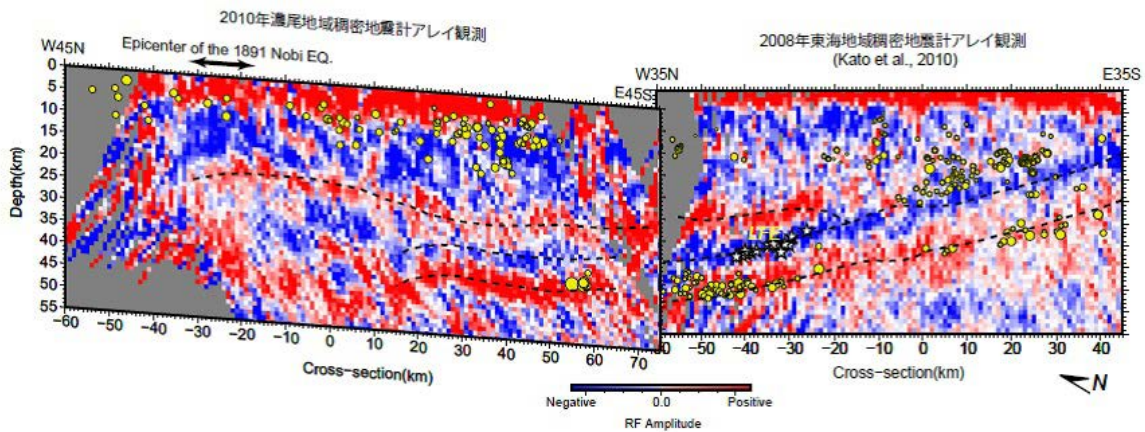 2010年濃尾地域稠密地震計アレイ観測
W45N
Epicenter of the 1891 Nobi EQ.
E45S
Depth(km)
0
5
10
15
20
25
30
35
40
45
50
55
-60 -50 -40 -30 -20 -10 0 10 20 30 40 50 60 70
Cross-section(km)
2008年東海地域稠密地震計アレイ観測
(Kato et al., 2010)
W35N
E35S
-50 -40 -30 -20 -10 0 10 20 30 40
Cross-section(km)
N
Negative 0.0 Positive
RF Amplitude